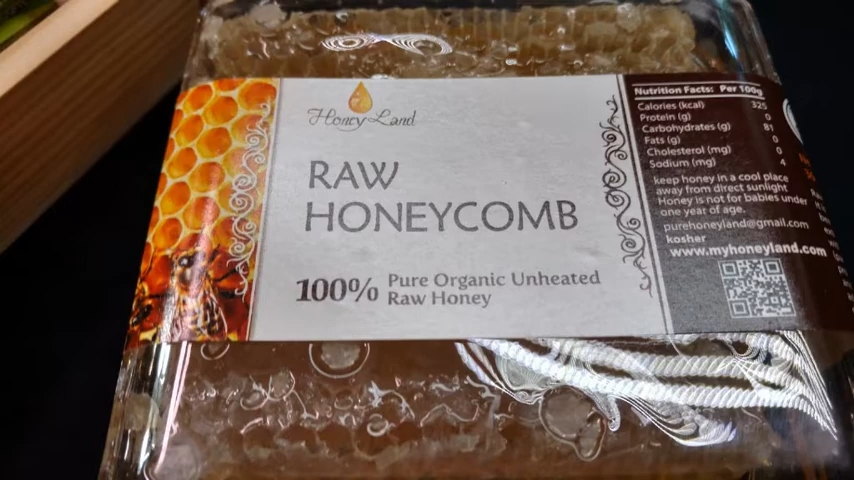 Honey Land
RAW
HONEYCOMB
100% Pure Organic Unheated
Raw Honey
Nutrition Facts: Per 100g
Calories (kcal) 325
Protein (g) 0
Carbohydrates (g) 81
Fats (g) 0
Cholesterol (mg) 0
Sodium (mg) 4
keep honey in a cool place
away from direct sunlight
Honey is not for babies under
one year of age.
purehoneyland@gmail.com
kosher
www.myhoneyland.com